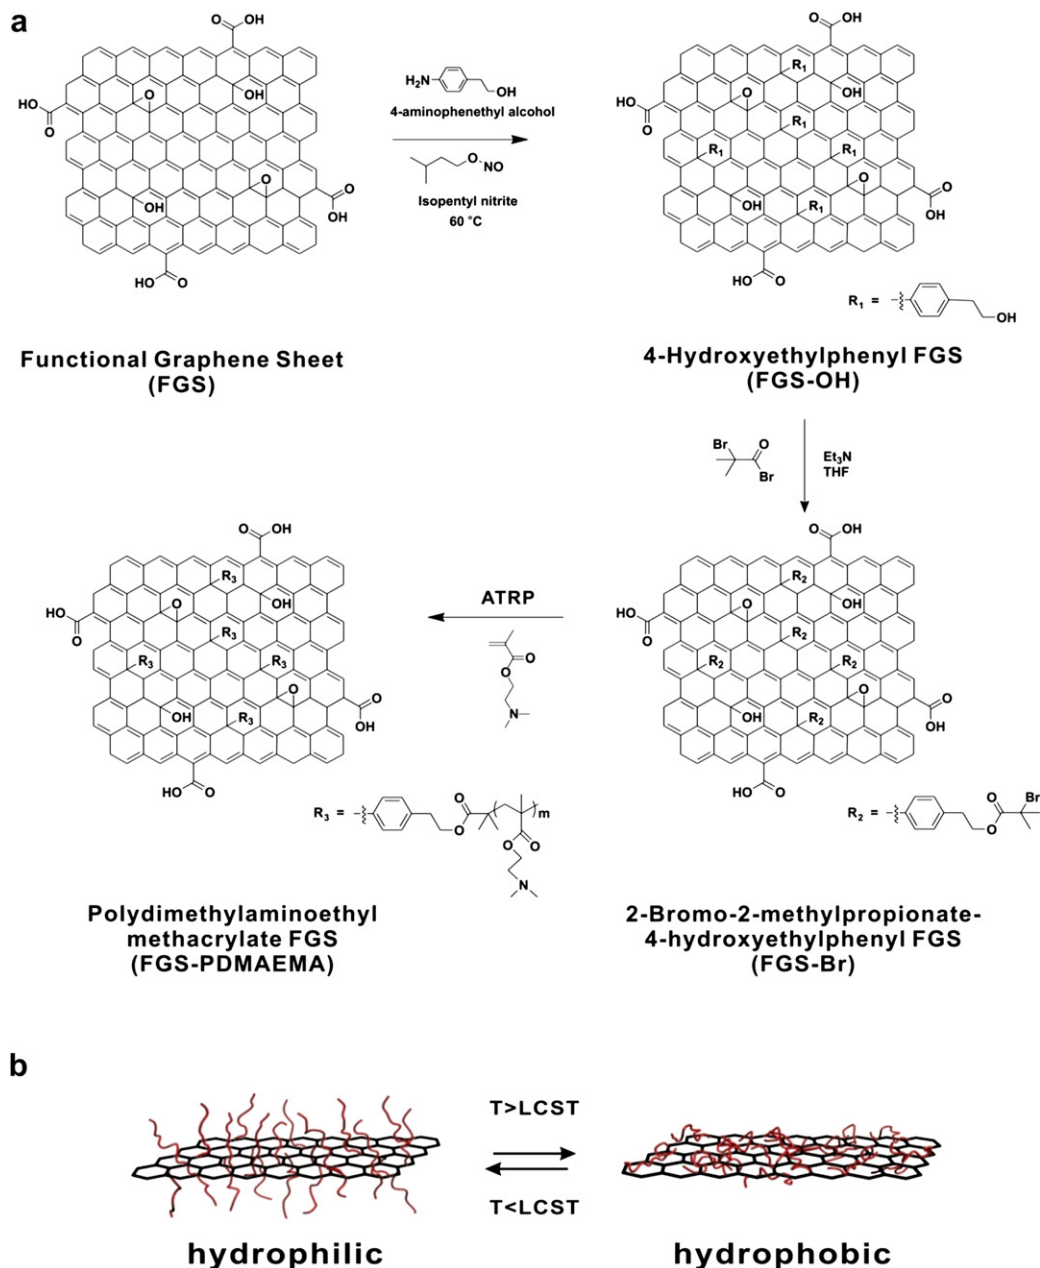 a
O OH
HO O
O
OH
O
OH
O OH
HO O
H2N
OH
4-aminophenethyl alcohol
O NO
Isopentyl nitrite
60 °C
O OH
R1
HO O
O
OH
R1
R1
R1
O
OH
R1
O OH
HO O
R1 =
OH
Functional Graphene Sheet
(FGS)
4-Hydroxyethylphenyl FGS
(FGS-OH)
Br O
Br
Et3N
THF
O OH
R3
HO O
O
OH
R3
R3
R3
O
OH
R3
O OH
HO O
ATRP
O
O
N
O OH
R2
HO O
O
OH
R2
R2
R2
O
OH
R2
O OH
HO O
R3 =
O
O
m
O O
N
R2 =
O Br
O
Polydimethylaminoethyl
methacrylate FGS
(FGS-PDMAEMA)
2-Bromo-2-methylpropionate-
4-hydroxyethylphenyl FGS
(FGS-Br)
b
T>LCST
T<LCST
hydrophilic
hydrophobic